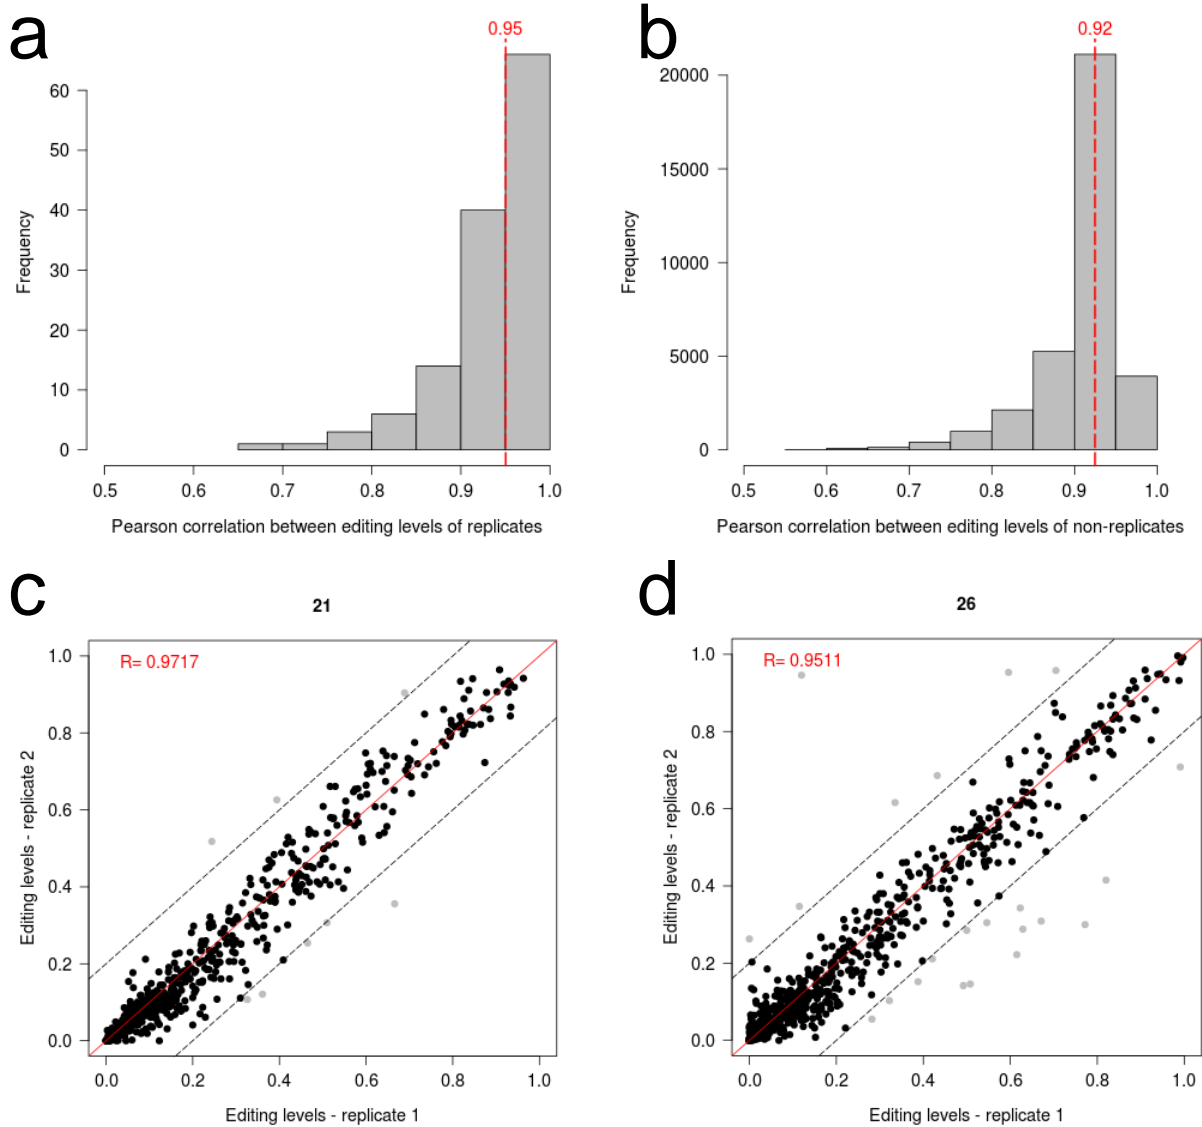 a
0.95
60
50
40
30
20
10
0
Frequency
0.5 0.6 0.7 0.8 0.9 1.0
Pearson correlation between editing levels of replicates
b
0.92
20000
15000
10000
5000
0
Frequency
0.5 0.6 0.7 0.8 0.9 1.0
Pearson correlation between editing levels of non-replicates
c
21
R= 0.9717
1.0
0.8
0.6
0.4
0.2
0.0
Editing levels - replicate 2
0.0 0.2 0.4 0.6 0.8 1.0
Editing levels - replicate 1
d
26
R= 0.9511
1.0
0.8
0.6
0.4
0.2
0.0
Editing levels - replicate 2
0.0 0.2 0.4 0.6 0.8 1.0
Editing levels - replicate 1